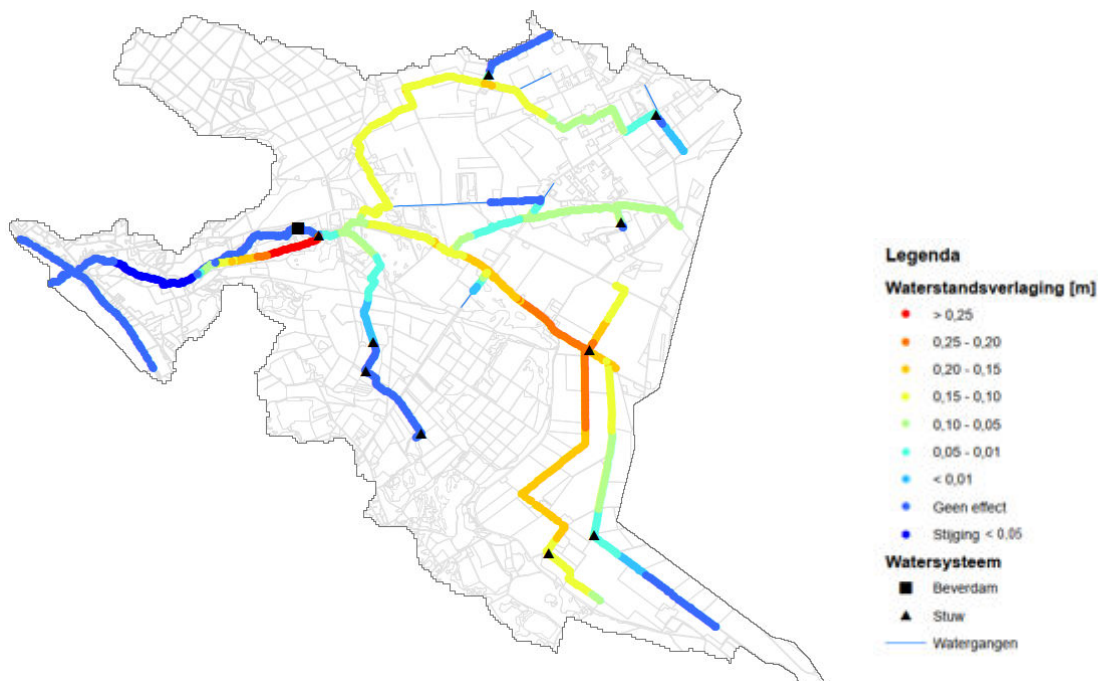 Legenda
Waterstandsverlaging [m]
> 0,25
0,25 - 0,20
0,20 - 0,15
0,15 - 0,10
0,10 - 0,05
0,05 - 0,01
< 0,01
Geen effect
Stijging < 0,05
Watersysteem
Beverdam
Stuw
Watergangen